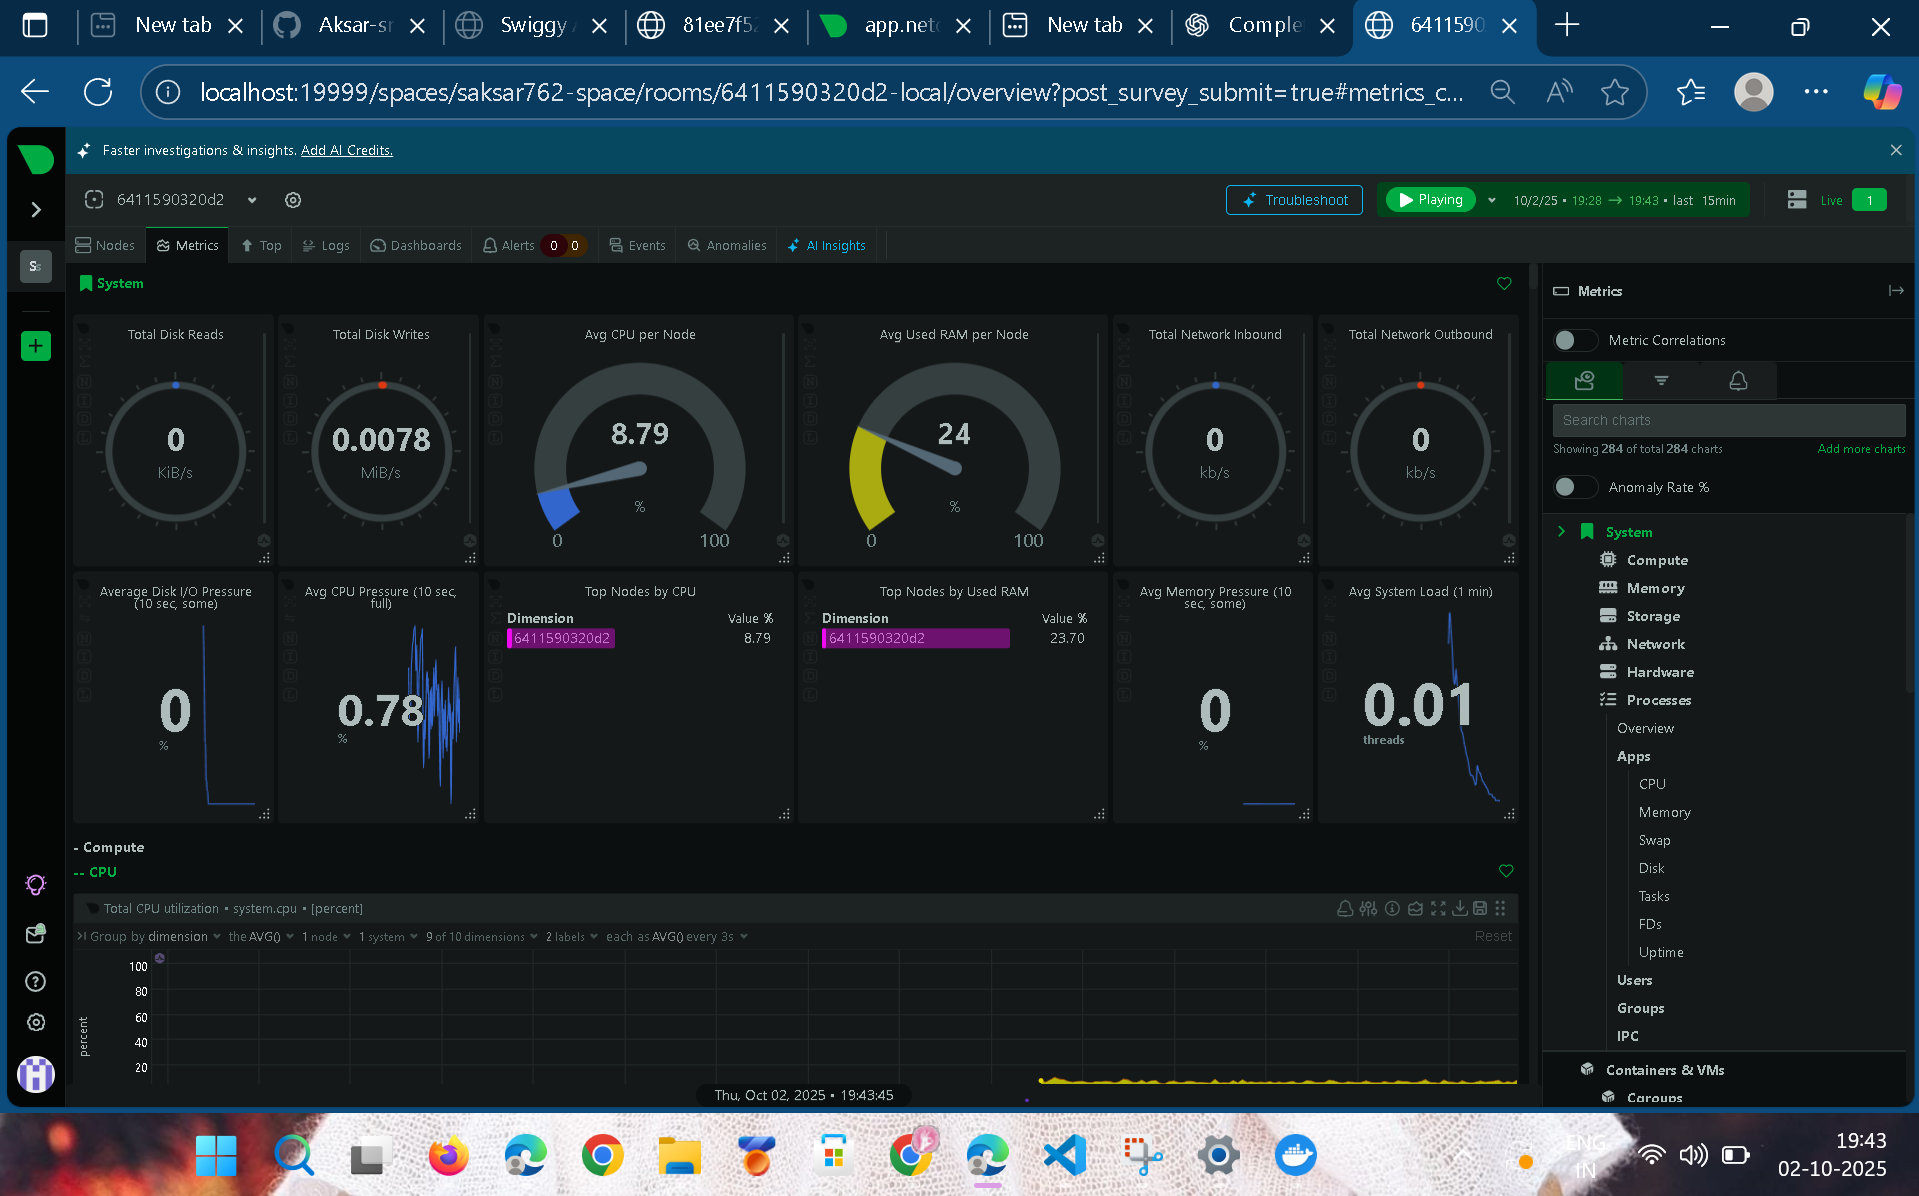 New tab
Aksar-sr
Swiggy
81ee7f52
app.netd
New tab
Comple
6411590
localhost:19999/spaces/saksar762-space/rooms/6411590320d2-local/overview?post_survey_submit=true#metrics_c...
Faster investigations & insights. Add AI Credits.
6411590320d2
Troubleshoot
Playing
10/2/25 • 19:28 → 19:43 • last 15min
Live
1
Nodes
Metrics
Top
Logs
Dashboards
Alerts
0
0
Events
Anomalies
AI Insights
Ss
System
Total Disk Reads
0
KiB/s
Total Disk Writes
0.0078
MiB/s
Avg CPU per Node
8.79
%
0
100
Avg Used RAM per Node
24
%
0
100
Total Network Inbound
0
kb/s
Total Network Outbound
0
kb/s
Average Disk I/O Pressure
(10 sec, some)
0
%
Avg CPU Pressure (10 sec,
full)
0.78
%
Top Nodes by CPU
Dimension Value %
6411590320d2 8.79
Top Nodes by Used RAM
Dimension Value %
6411590320d2 23.70
Avg Memory Pressure (10
sec, some)
0
%
Avg System Load (1 min)
0.01
threads
- Compute
-- CPU
Total CPU utilization • system.cpu • [percent]
Group by dimension the AVG() 1 node 1 system 9 of 10 dimensions 2 labels each as AVG() every 3s
Reset
percent
100
80
60
40
20
Thu, Oct 02, 2025 • 19:43:45
Metrics
Metric Correlations
Search charts
Showing 284 of total 284 charts
Add more charts
Anomaly Rate %
System
Compute
Memory
Storage
Network
Hardware
Processes
Overview
Apps
CPU
Memory
Swap
Disk
Tasks
FDs
Uptime
Users
Groups
IPC
Containers & VMs
Cgroups
ENG
IN
19:43
02-10-2025